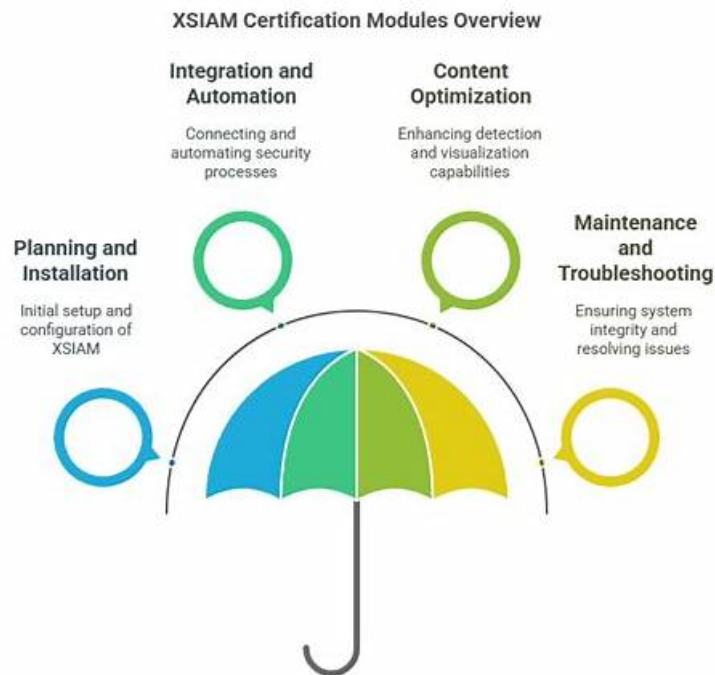 XSIAM Certification Modules Overview
Integration and
Automation
Connecting and
automating security
processes
Content
Optimization
Enhancing detection
and visualization
capabilities
Planning and
Installation
Initial setup and
configuration of
XSIAM
Maintenance
and
Troubleshooting
Ensuring system
integrity and
resolving issues